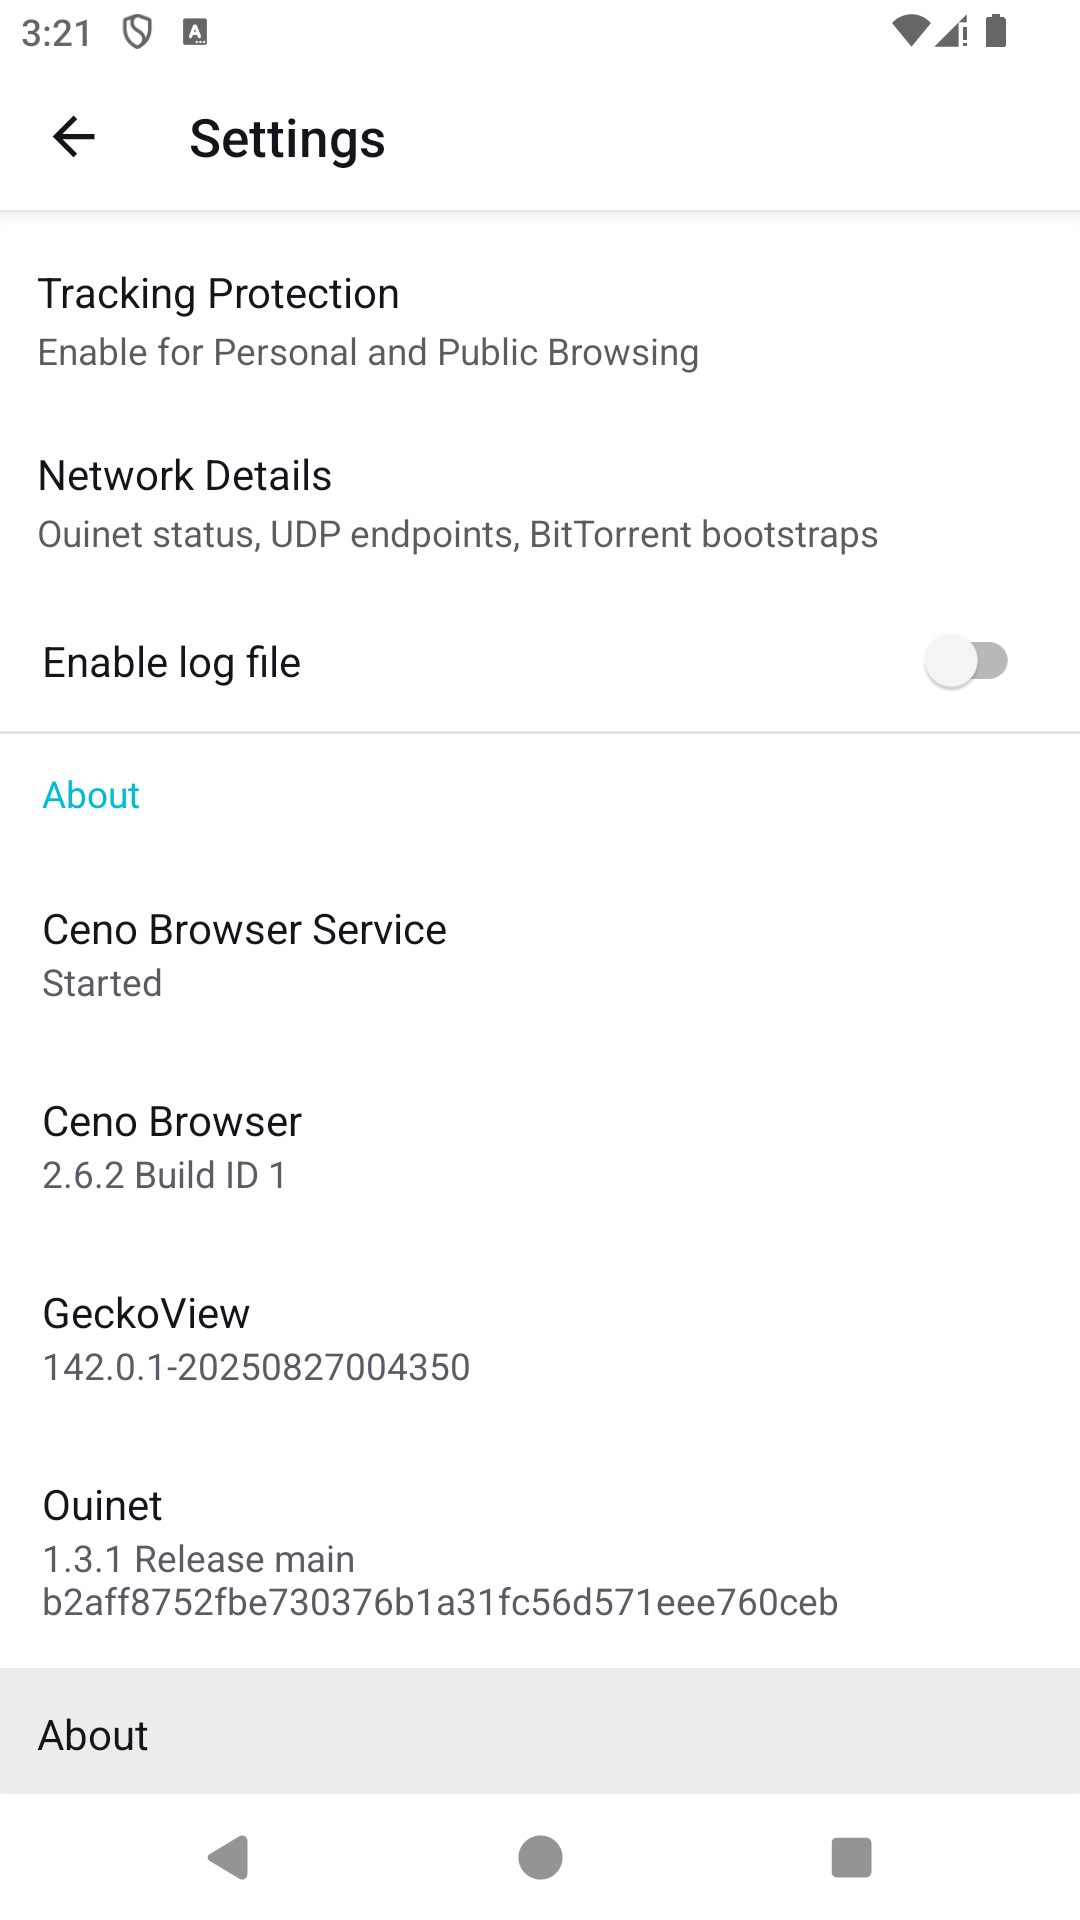 3:21
Settings
Tracking Protection
Enable for Personal and Public Browsing
Network Details
Ouinet status, UDP endpoints, BitTorrent bootstraps
Enable log file
About
Ceno Browser Service
Started
Ceno Browser
2.6.2 Build ID 1
GeckoView
142.0.1-20250827004350
Ouinet
1.3.1 Release main
b2aff8752fbe730376b1a31fc56d571eee760ceb
About